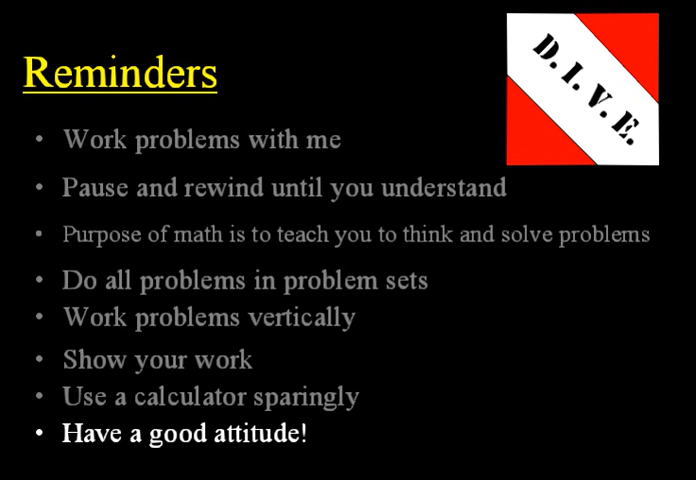 Reminders
D.I.V.E.
• Work problems with me
• Pause and rewind until you understand
• Purpose of math is to teach you to think and solve problems
• Do all problems in problem sets
• Work problems vertically
• Show your work
• Use a calculator sparingly
• Have a good attitude!